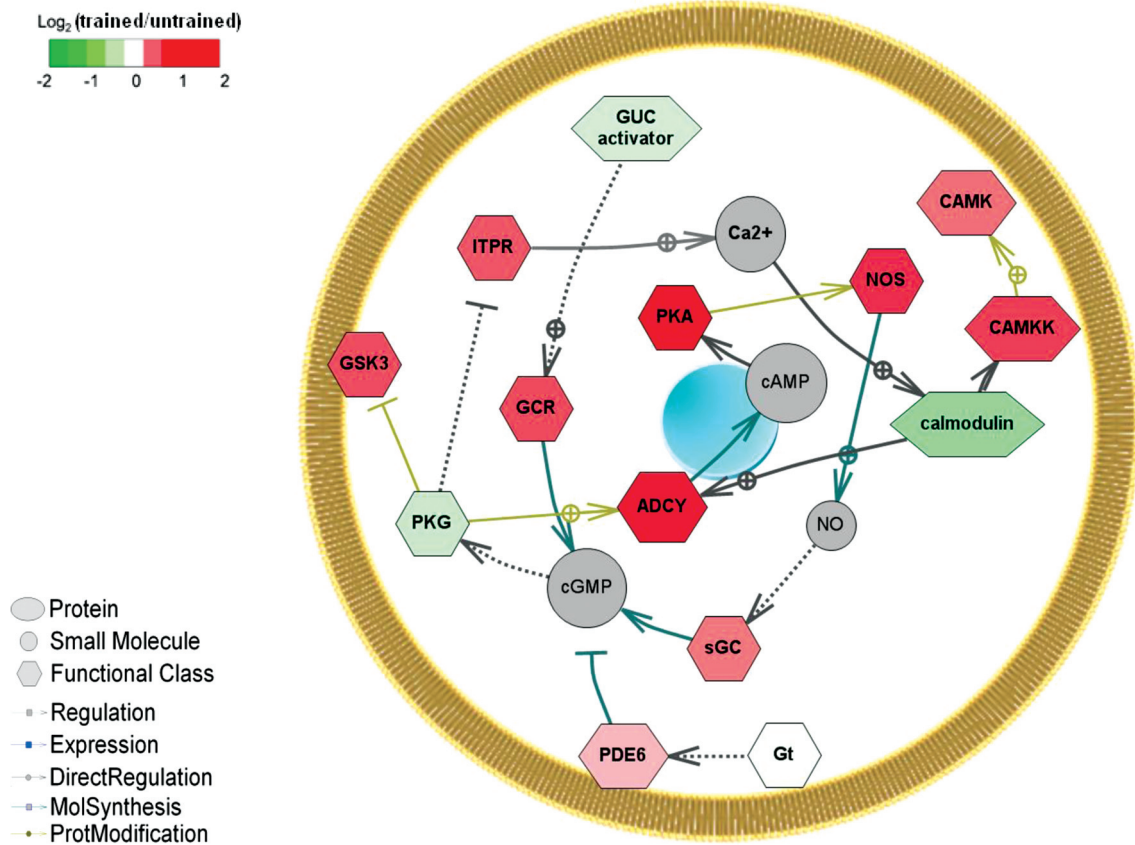 Log2 (trained/untrained)
-2 -1 0 1 2
GUC
activator
CAMK
ITPR
Ca2+
NOS
PKA
CAMKK
GSK3
cAMP
GCR
calmodulin
ADCY
PKG
NO
cGMP
sGC
PDE6
Gt
Protein
Small Molecule
Functional Class
Regulation
Expression
DirectRegulation
MolSynthesis
ProtModification